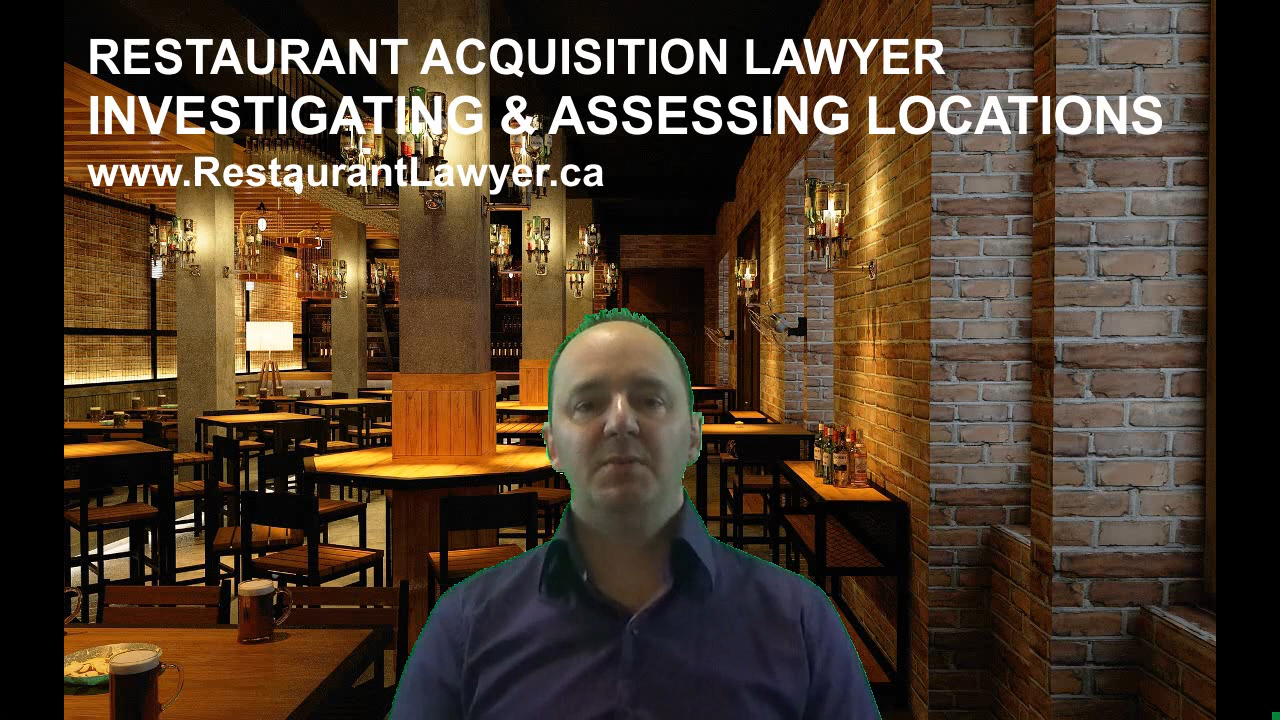 RESTAURANT ACQUISITION LAWYER
INVESTIGATING & ASSESSING LOCATIONS
www.RestaurantLawyer.ca